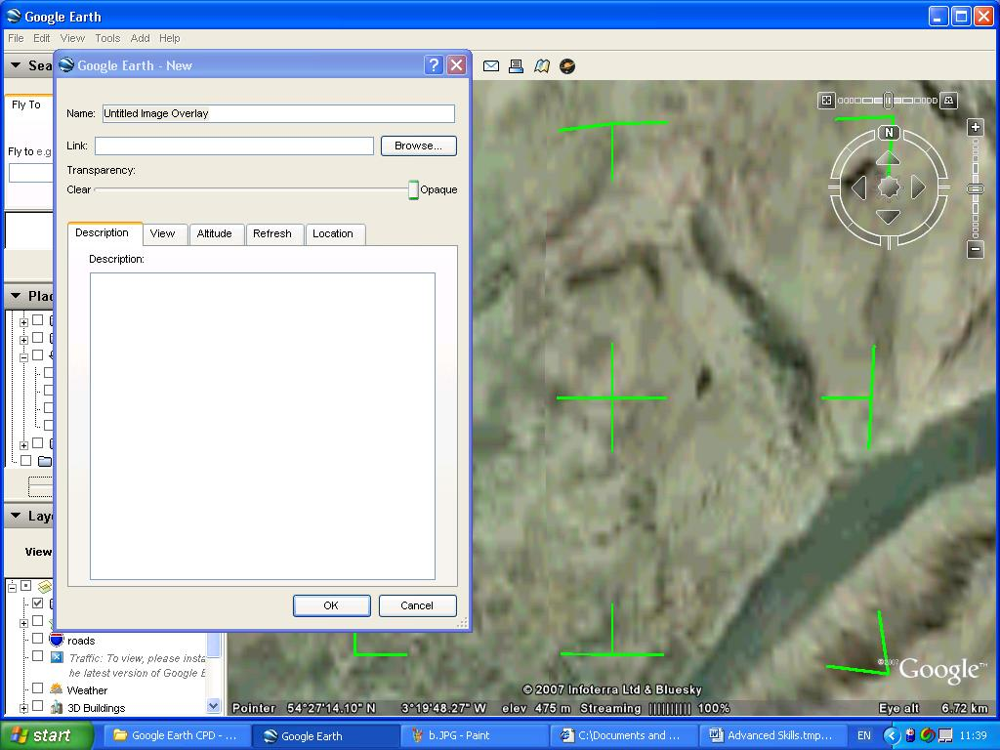 Google Earth
File Edit View Tools Add Help
Sea
Google Earth - New
Fly To
Fly to e.g
Name: Untitled Image Overlay
Link: Browse...
Transparency:
Clear Opaque
Description View Altitude Refresh Location
Description:
N
Plac
OK Cancel
Laye
View
roads
Traffic: To view, please insta
he latest version of Google E
Weather
3D Buildings
©2007 Google™
© 2007 Infoterra Ltd & Bluesky
Pointer 54°27'14.10" N 3°19'48.27" W elev 475 m Streaming |||||||||| 100% Eye alt 6.72 km
start Google Earth CPD - ... Google Earth b.JPG - Paint C:\Documents and ... Advanced Skills.tmp... EN 11:39